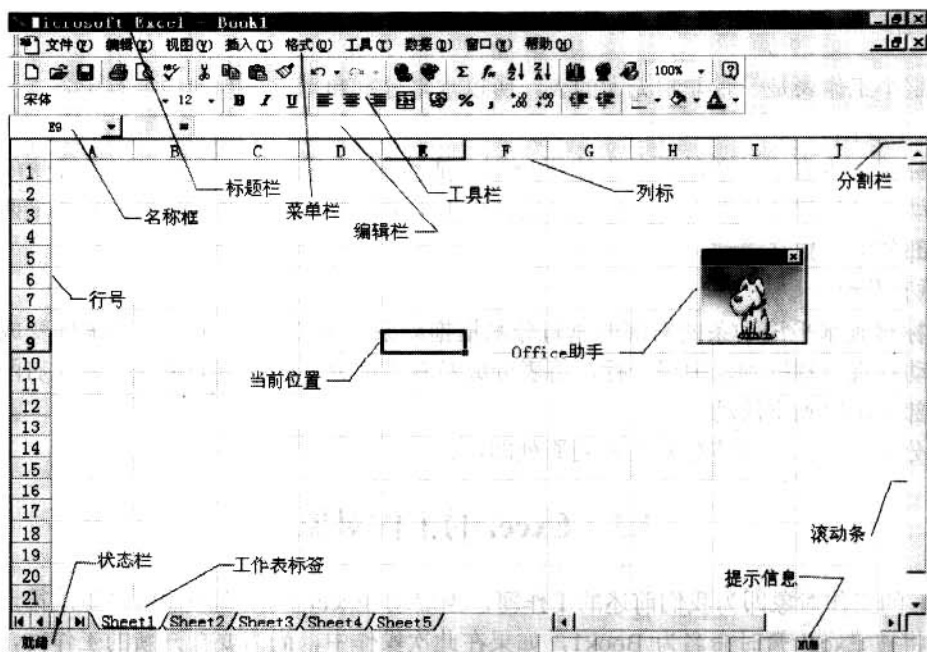 Microsoft Excel - Book1
文件(F) 编辑(E) 视图(V) 插入(I) 格式(O) 工具(T) 数据(D) 窗口(W) 帮助(H)
100%
宋体 12 B I U % ,
E9 =
A B C D E F G H I J
1
2
3
4
5
6
7
8
9
10
11
12
13
14
15
16
17
18
19
20
21
标题栏
名称框
菜单栏
编辑栏
工具栏
列标
分割栏
行号
当前位置
Office助手
滚动条
状态栏
工作表标签
提示信息
Sheet1 Sheet2 Sheet3 Sheet4 Sheet5
就绪 NUM